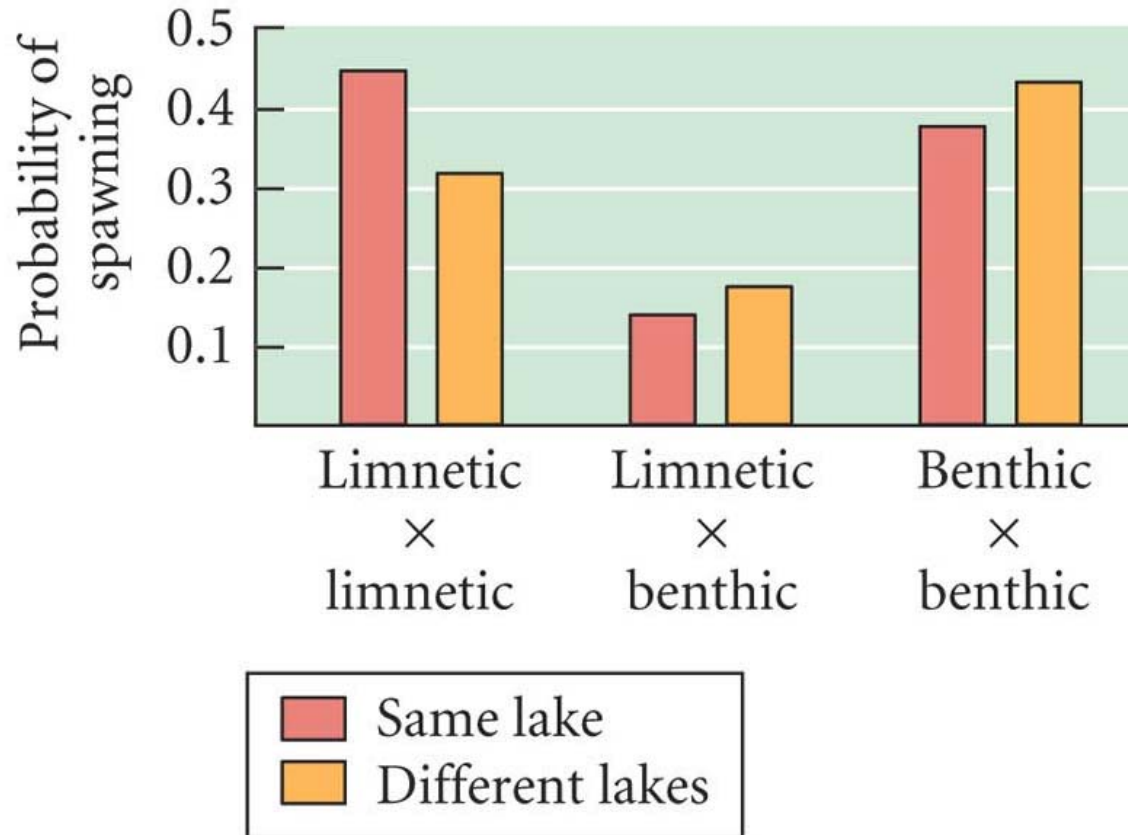 Probability of
spawning
0.5
0.4
0.3
0.2
0.1
Limnetic
×
limnetic
Limnetic
×
benthic
Benthic
×
benthic
Same lake
Different lakes